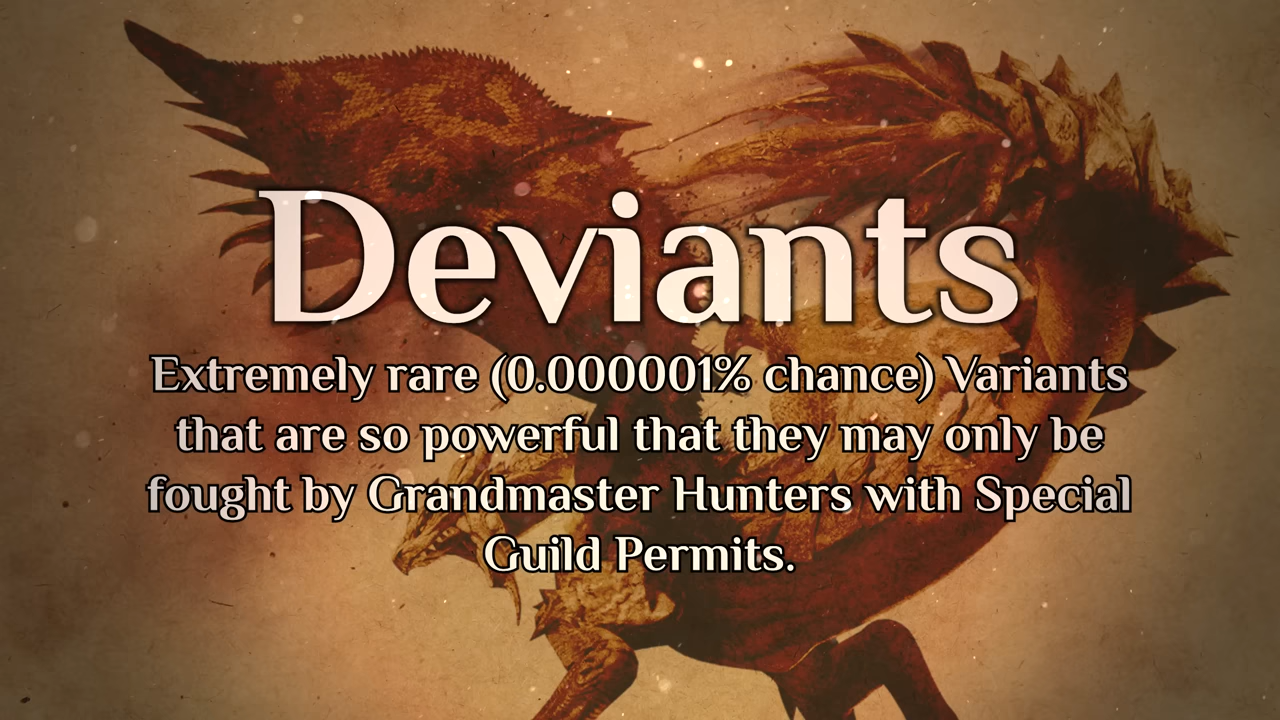 Deviants
Extremely rare (0.000001% chance) Variants
that are so powerful that they may only be
fought by Grandmaster Hunters with Special
Guild Permits.